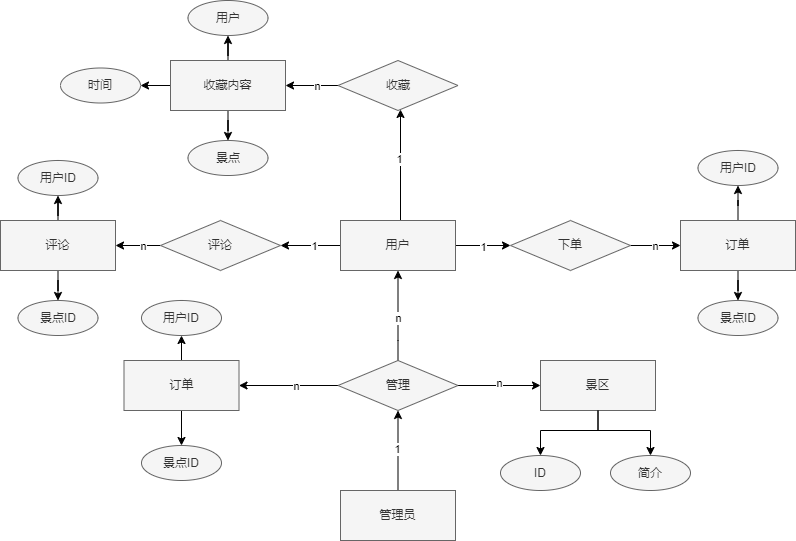 用户
时间
收藏内容
n
收藏
景点
1
用户ID
用户ID
评论
n
评论
1
用户
1
下单
n
订单
景点ID
用户ID
n
景点ID
订单
n
管理
n
景区
1
景点ID
ID
简介
管理员